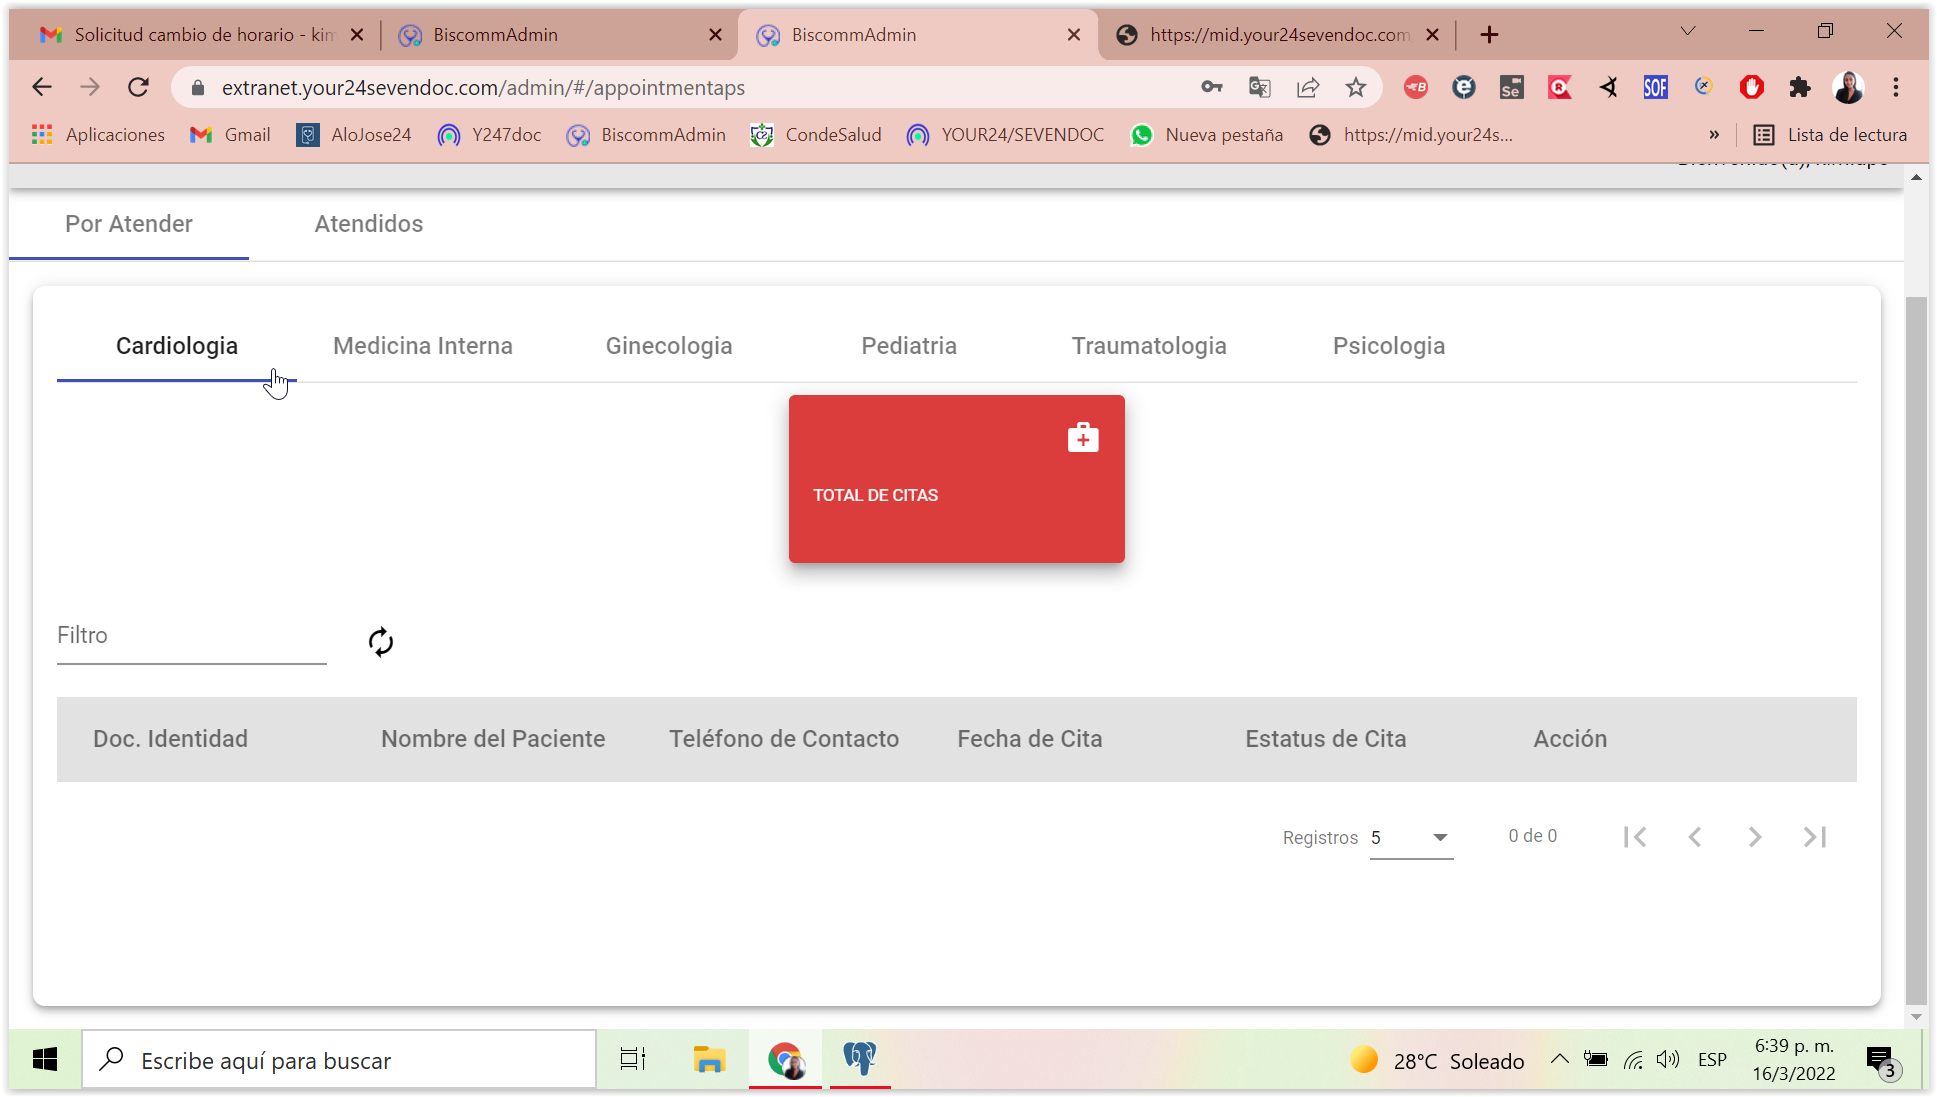 Solicitud cambio de horario - kim
BiscommAdmin
BiscommAdmin
https://mid.your24sevendoc.com
extranet.your24sevendoc.com/admin/#/appointmentaps
Aplicaciones
Gmail
AloJose24
Y247doc
BiscommAdmin
CondeSalud
YOUR24/SEVENDOC
Nueva pestaña
https://mid.your24s...
»
Lista de lectura
Por Atender
Atendidos
Cardiologia
Medicina Interna
Ginecologia
Pediatria
Traumatologia
Psicologia
TOTAL DE CITAS
Filtro
Doc. Identidad
Nombre del Paciente
Teléfono de Contacto
Fecha de Cita
Estatus de Cita
Acción
Registros 5
0 de 0
Escribe aquí para buscar
28°C Soleado
ESP
6:39 p. m.
16/3/2022
3